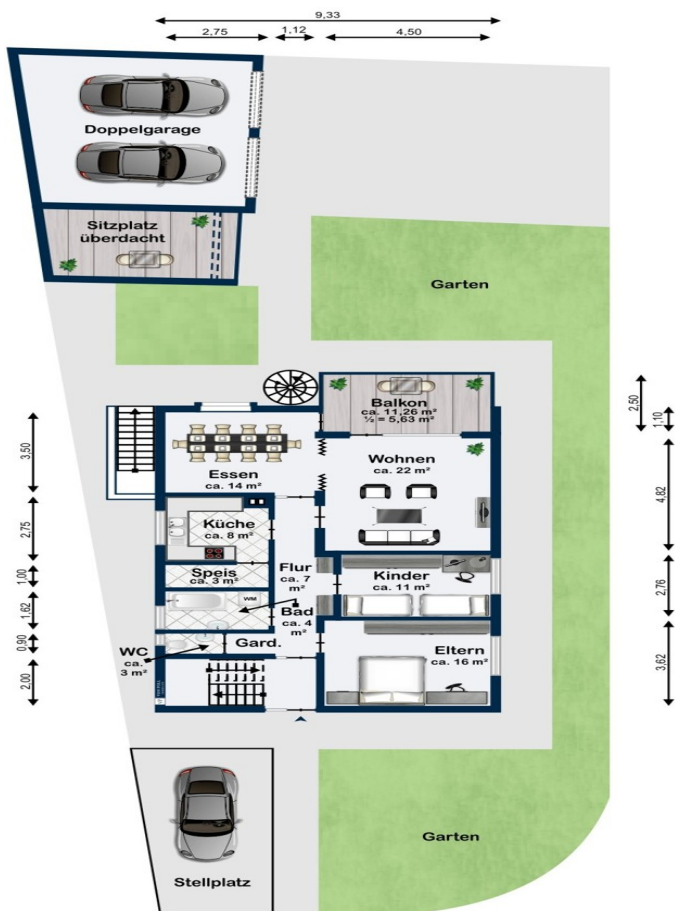 9,33
2,75 1,12 4,50
Doppelgarage
Sitzplatz
überdacht
Garten
Balkon
ca. 11,26 m²
½ = 5,63 m²
2,50
1,10
3,50
Essen
ca. 14 m²
Wohnen
ca. 22 m²
4,82
2,75
Küche
ca. 8 m²
Speis
ca. 3 m²
1,00
Flur
ca. 7
m²
Kinder
ca. 11 m²
2,76
WM
1,62
Bad
ca. 4
m²
0,90
WC
ca.
3 m²
Gard.
Eltern
ca. 16 m²
3,62
2,00
Garten
Stellplatz